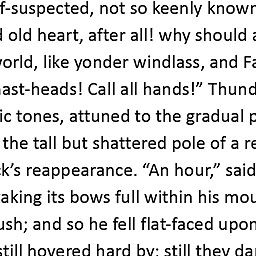 f-suspected, not so keenly known
old heart, after all! why should
world, like yonder windlass, and Fa
mast-heads! Call all hands!” Thund
ic tones, attuned to the gradual p
the tall but shattered pole of a re
k’s reappearance. “An hour,” said
aking its bows full within his mou
ush; and so he fell flat-faced upon
still hovered hard by; still they da